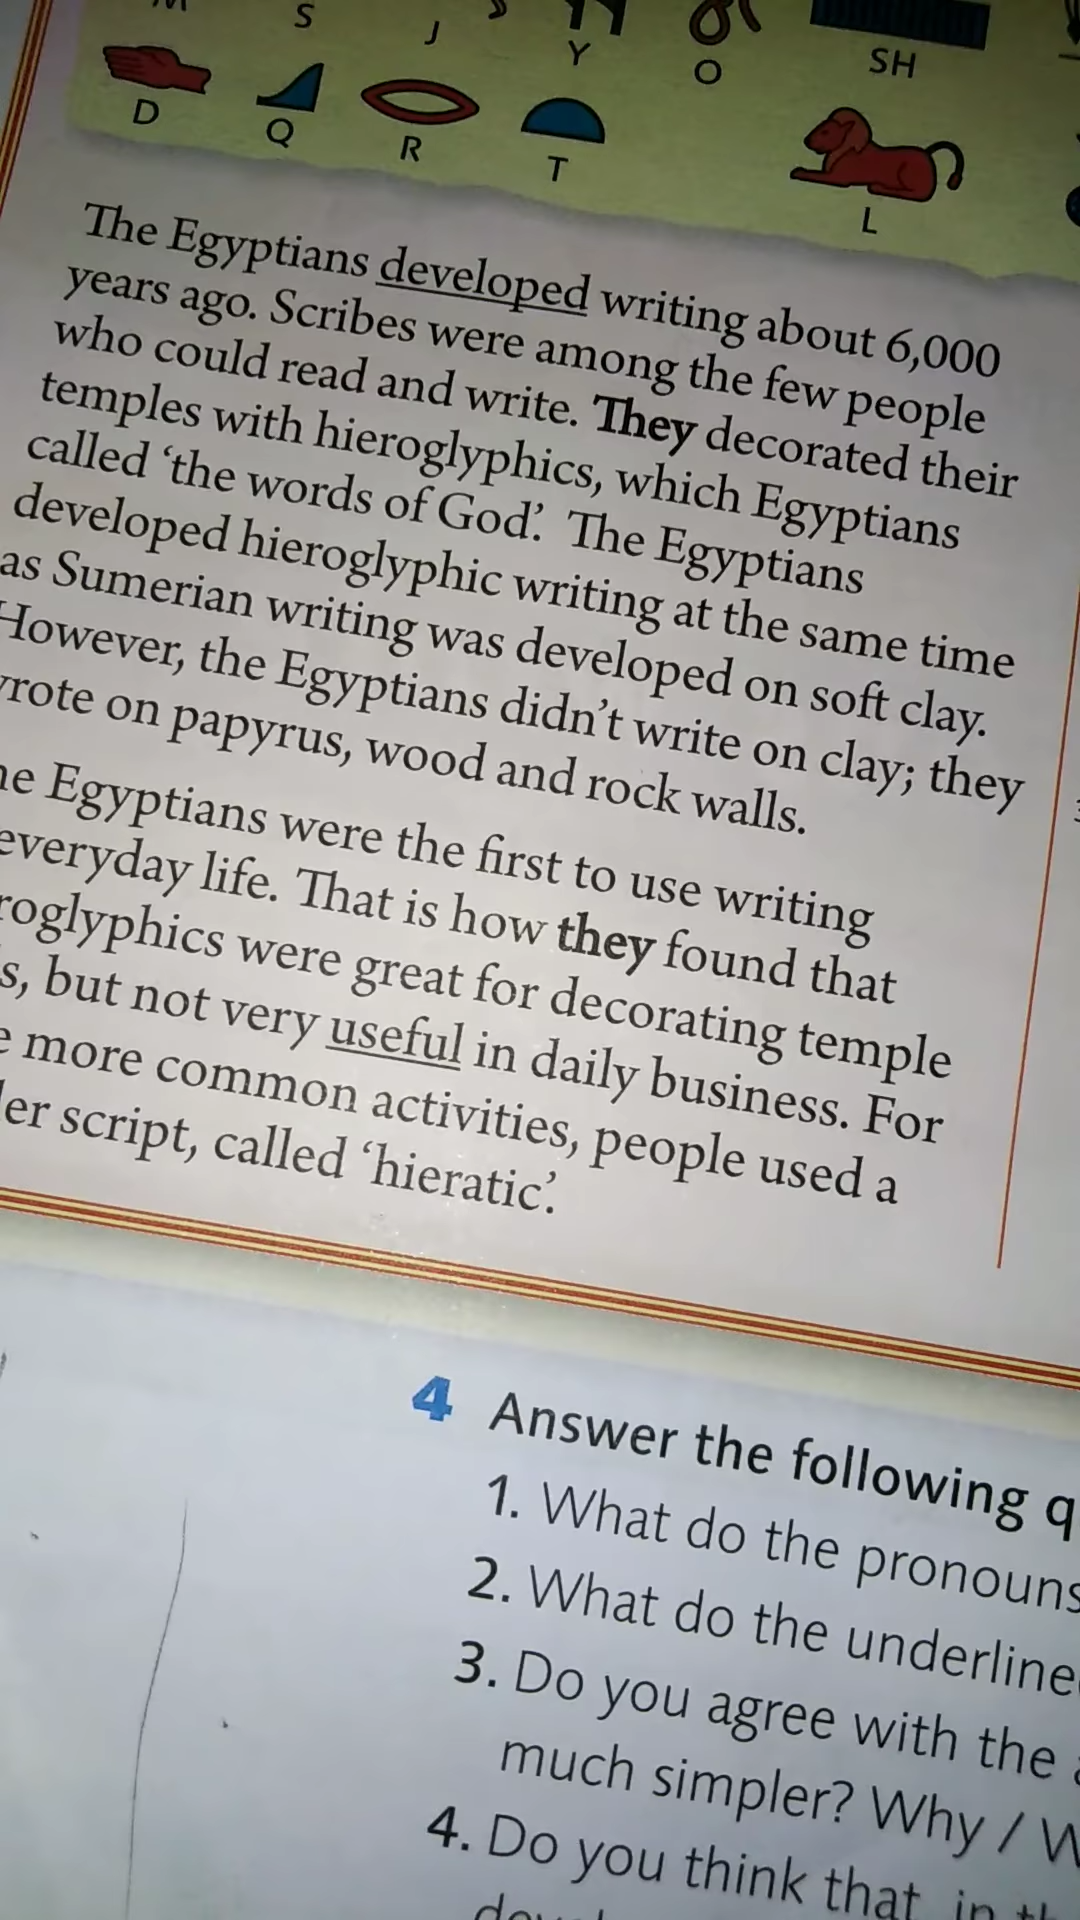 S J Y O SH
D Q R T L
The Egyptians developed writing about 6,000
years ago. Scribes were among the few people
who could read and write. They decorated their
temples with hieroglyphics, which Egyptians
called ‘the words of God’. The Egyptians
developed hieroglyphic writing at the same time
as Sumerian writing was developed on soft clay.
However, the Egyptians didn’t write on clay; they
rote on papyrus, wood and rock walls.
he Egyptians were the first to use writing
everyday life. That is how they found that
roglyphics were great for decorating temple
s, but not very useful in daily business. For
e more common activities, people used a
ler script, called ‘hieratic’.
4 Answer the following q
1. What do the pronouns
2. What do the underline
3. Do you agree with the a
much simpler? Why / W
4. Do you think that, in th